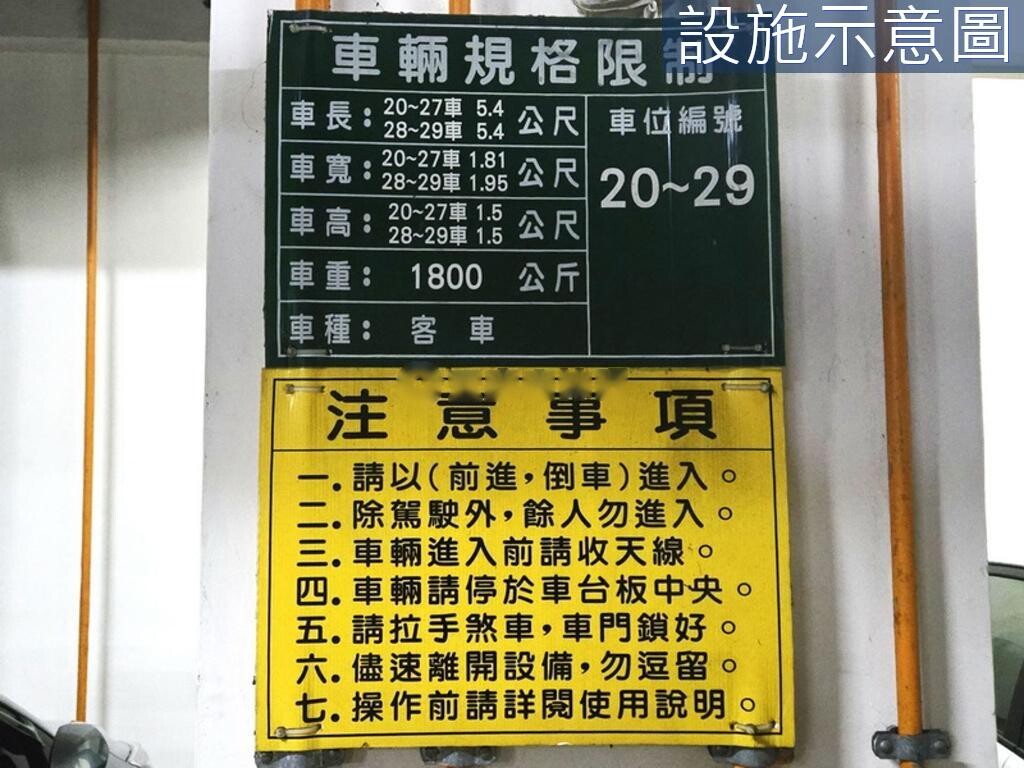 設施示意圖
車輛規格限制
車長：20~27車 5.4 公尺
28~29車 5.4
車寬：20~27車 1.81 公尺
28~29車 1.95
車高：20~27車 1.5 公尺
28~29車 1.5
車重：1800 公斤
車種：客車
車位編號
20~29
注意事項
一.請以(前進,倒車)進入。
二.除駕駛外,餘人勿進入。
三.車輛進入前請收天線。
四.車輛請停於車台板中央。
五.請拉手煞車,車門鎖好。
六.儘速離開設備,勿逗留。
七.操作前請詳閱使用說明。